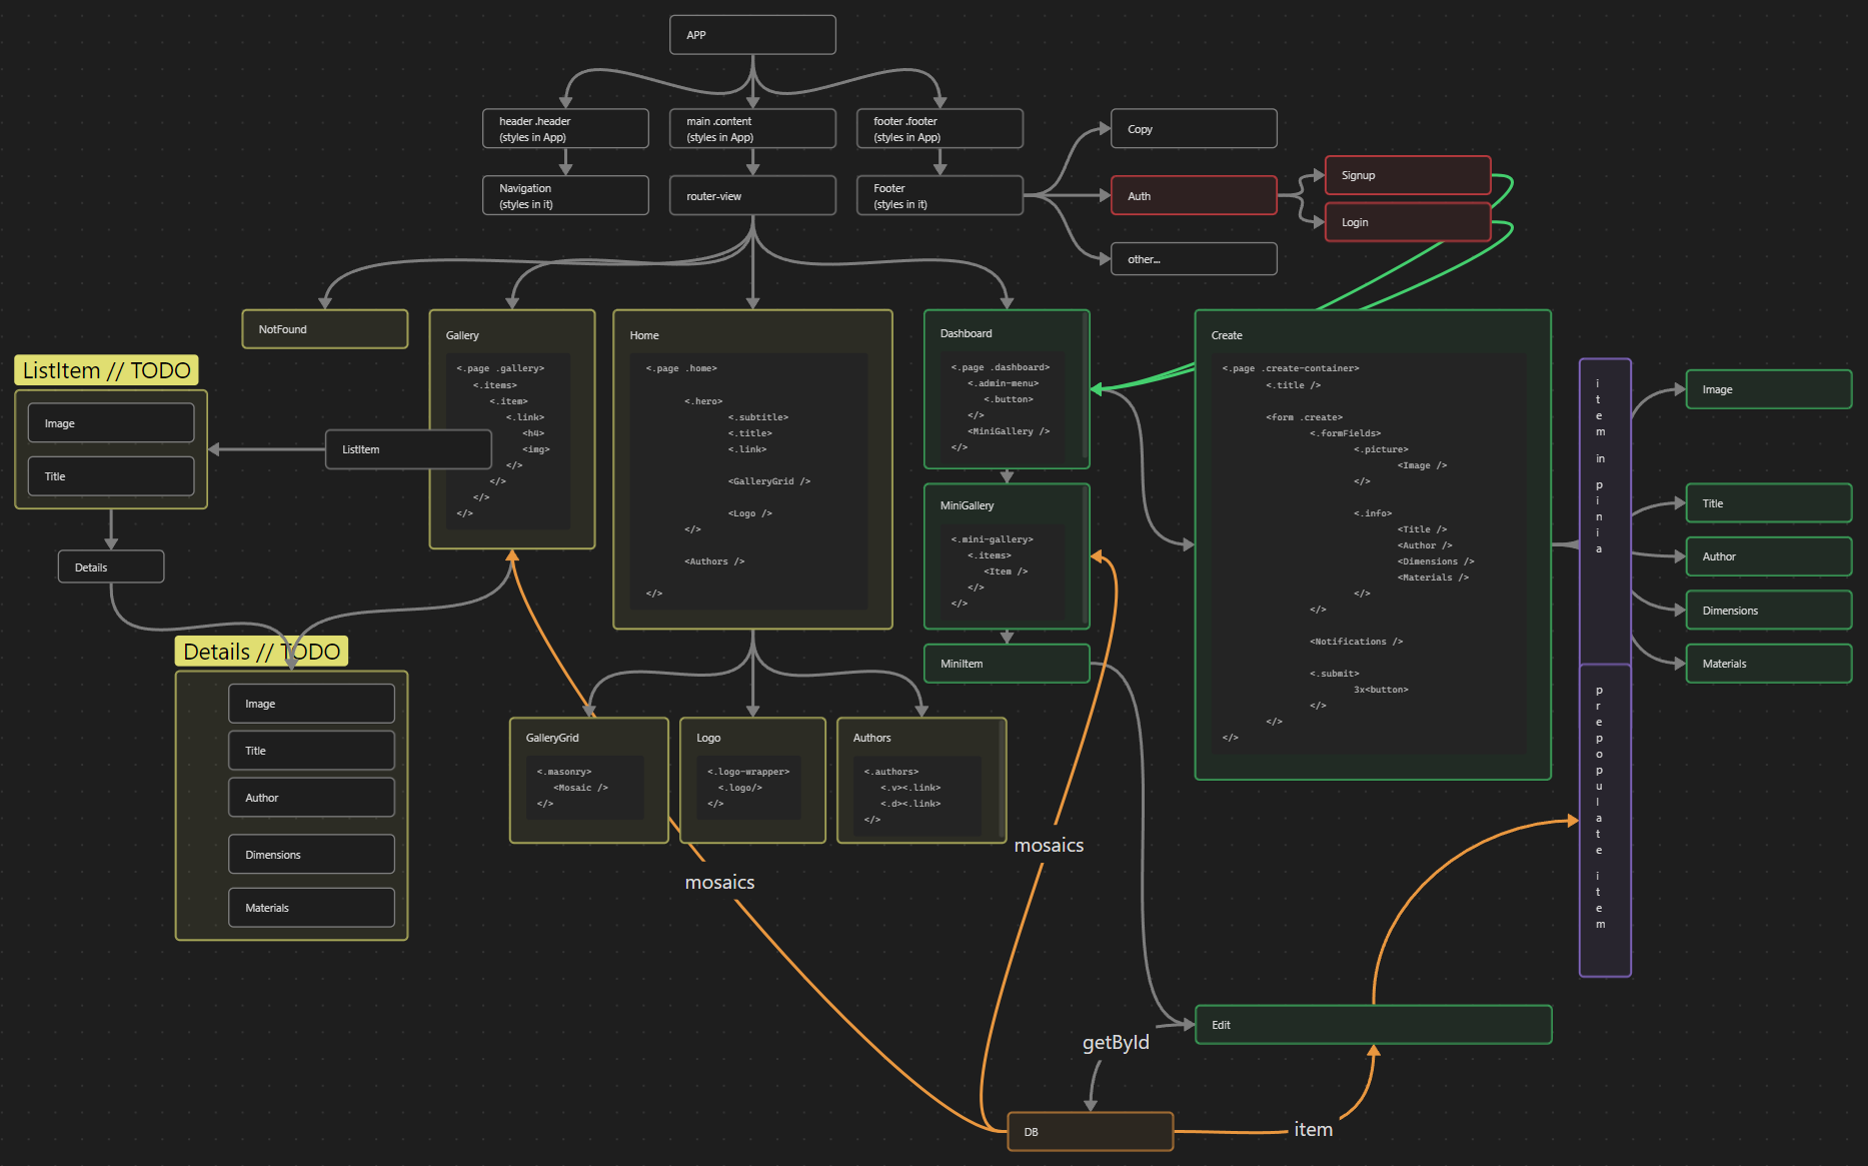 APP
header .header
(styles in App)
main .content
(styles in App)
footer .footer
(styles in App)
Copy
Navigation
(styles in it)
router-view
Footer
(styles in it)
Auth
Signup
Login
other...
NotFound
Gallery
<.page .gallery>
<.items>
<.item>
<.link>
<h4>
<img>
</>
</>
</>
</>
Home
<.page .home>
<.hero>
<.subtitle>
<.title>
<.link>
<GalleryGrid />
<Logo />
</>
<Authors />
</>
Dashboard
<.page .dashboard>
<.admin-menu>
<.button>
</>
<MiniGallery />
</>
Create
<.page .create-container>
<.title />
<form .create>
<.formFields>
<.picture>
<Image />
</>
<.info>
<Title />
<Author />
<Dimensions />
<Materials />
</>
</>
<Notifications />
<.submit>
3x<button>
</>
</>
</>
item in pinia
prepopulate item
Image
Title
Author
Dimensions
Materials
ListItem // TODO
Image
Title
ListItem
Details
MiniGallery
<.mini-gallery>
<.items>
<Item />
</>
</>
MiniItem
Details // TODO
Image
Title
Author
Dimensions
Materials
GalleryGrid
<.masonry>
<Mosaic />
</>
Logo
<.logo-wrapper>
<.logo/>
</>
Authors
<.authors>
<.v><.link>
<.d><.link>
</>
mosaics
mosaics
Edit
getById
DB
item